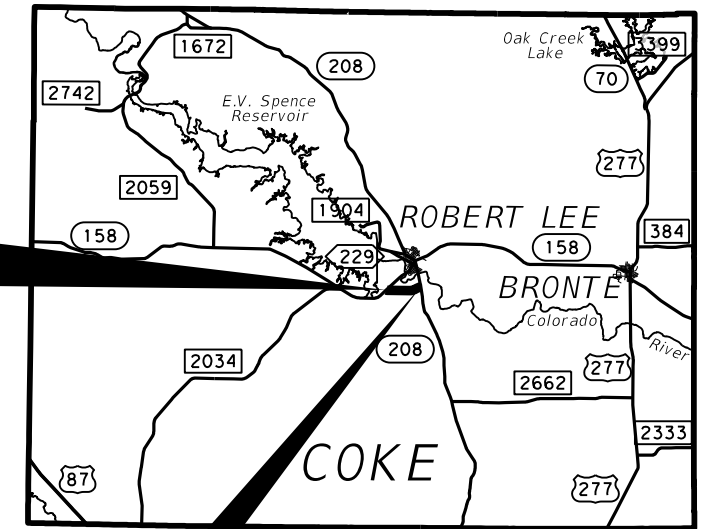 1672
208
Oak Creek
Lake
3399
70
2742
E.V. Spence
Reservoir
277
2059
1904
ROBERT LEE
384
158
158
229
BRONTE
Colorado
River
208
2034
277
2662
2333
COKE
87
277